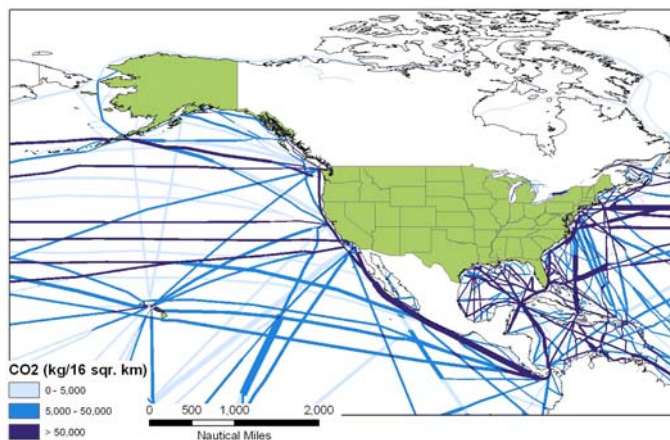 CO2 (kg/16 sqr. km)
0 - 5,000
5,000 - 50,000
> 50,000
0 500 1,000 2,000
Nautical Miles